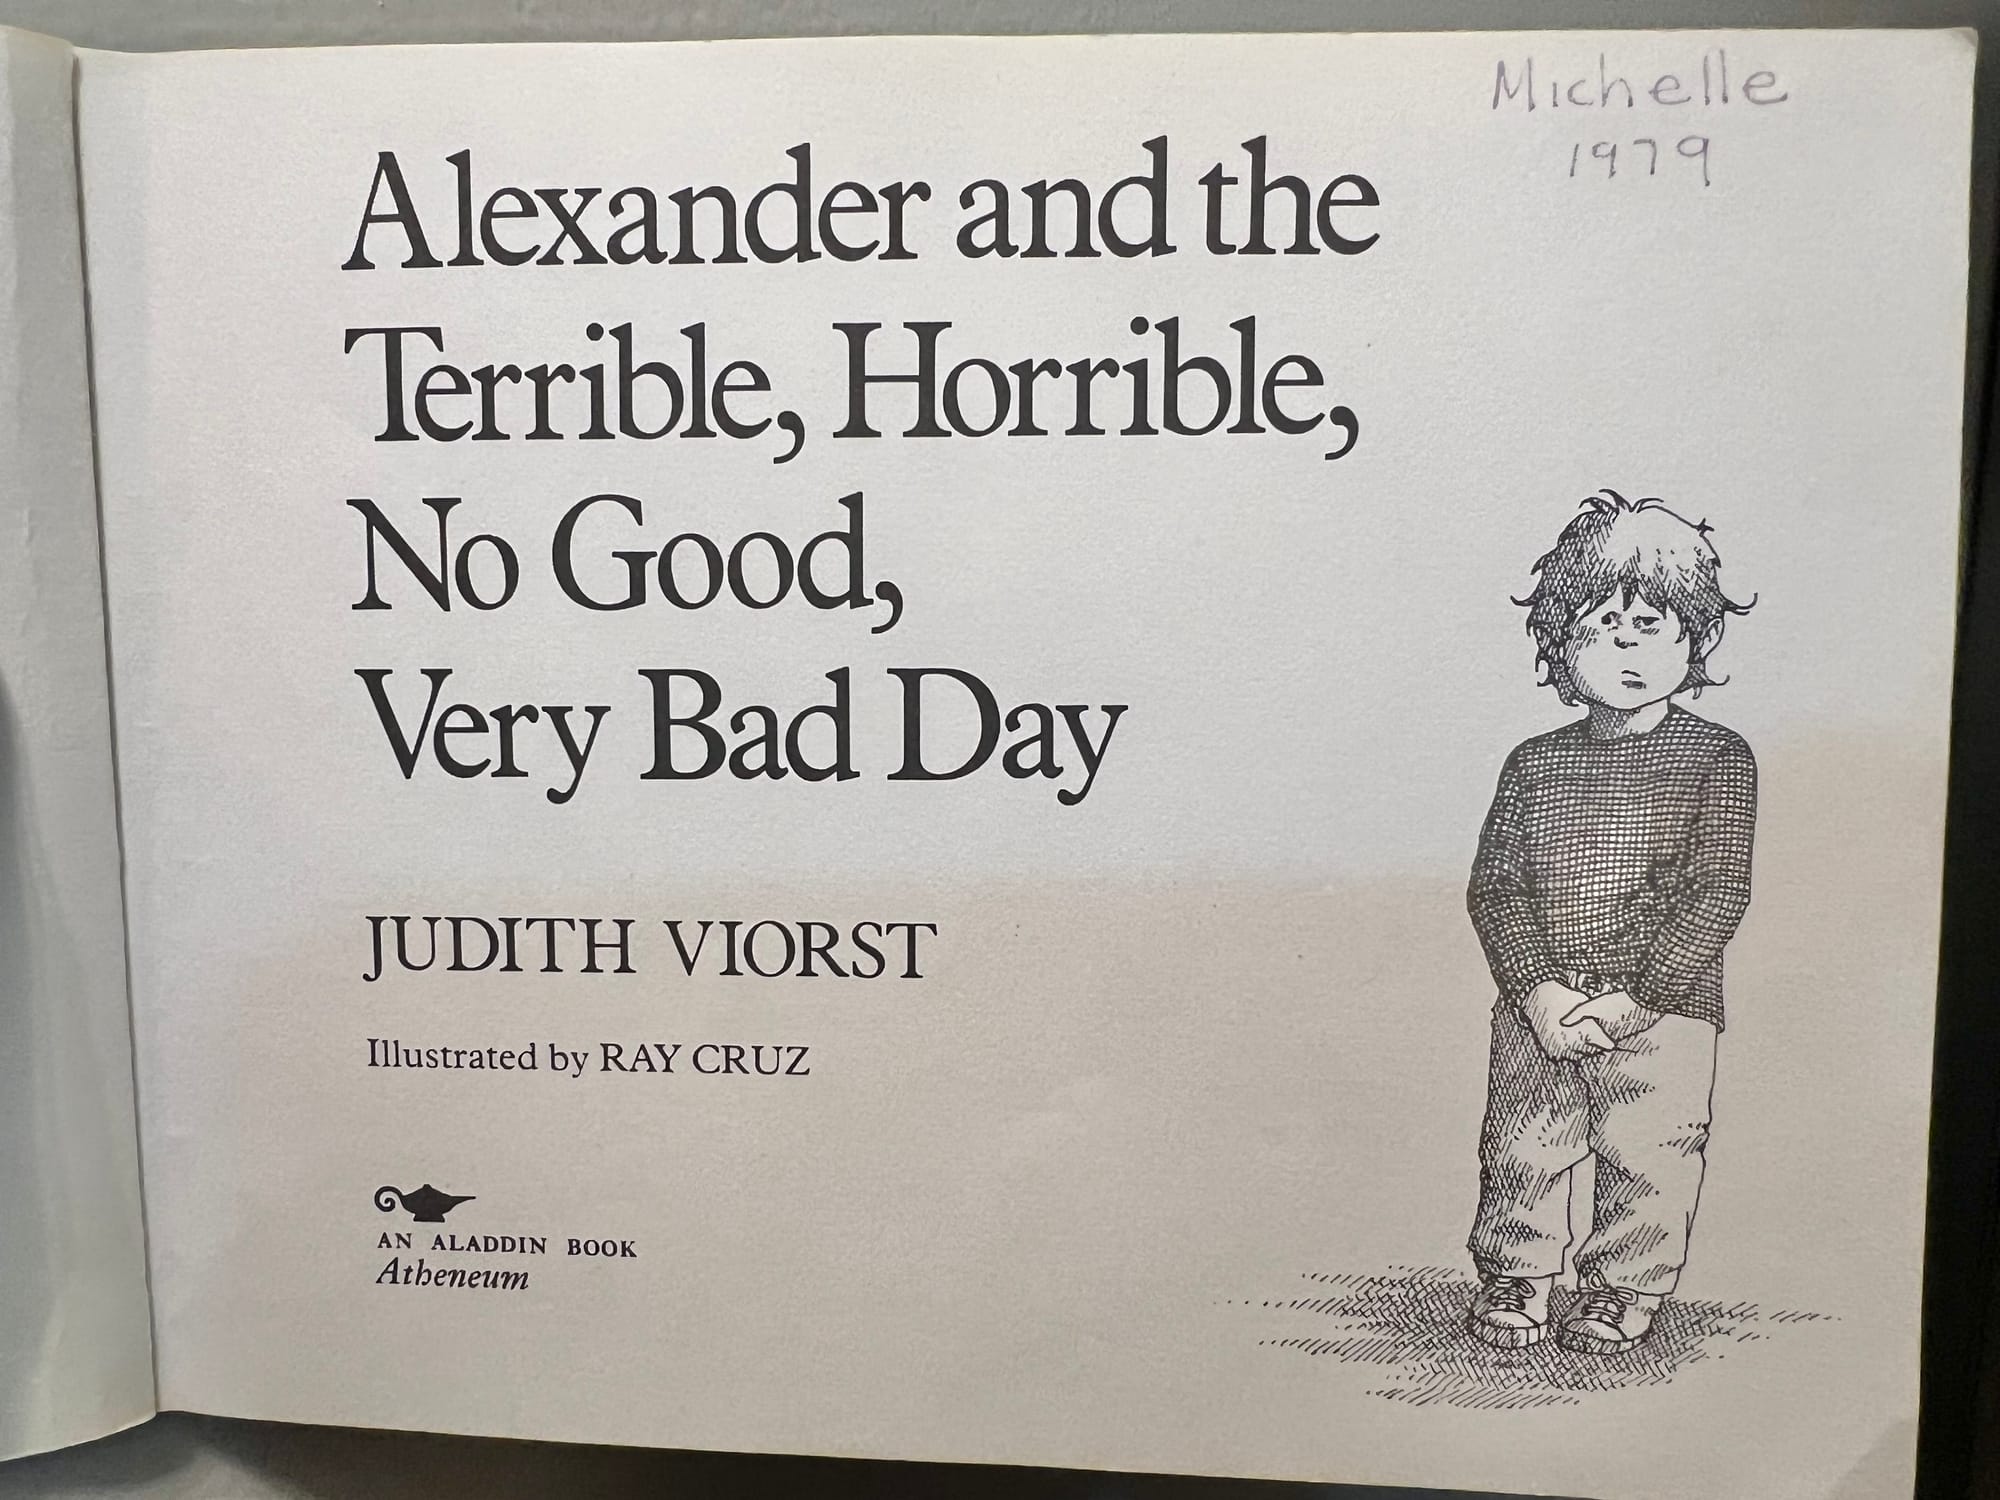 Michelle
1979
Alexander and the
Terrible, Horrible,
No Good,
Very Bad Day
JUDITH VIORST
Illustrated by RAY CRUZ
AN ALADDIN BOOK
Atheneum